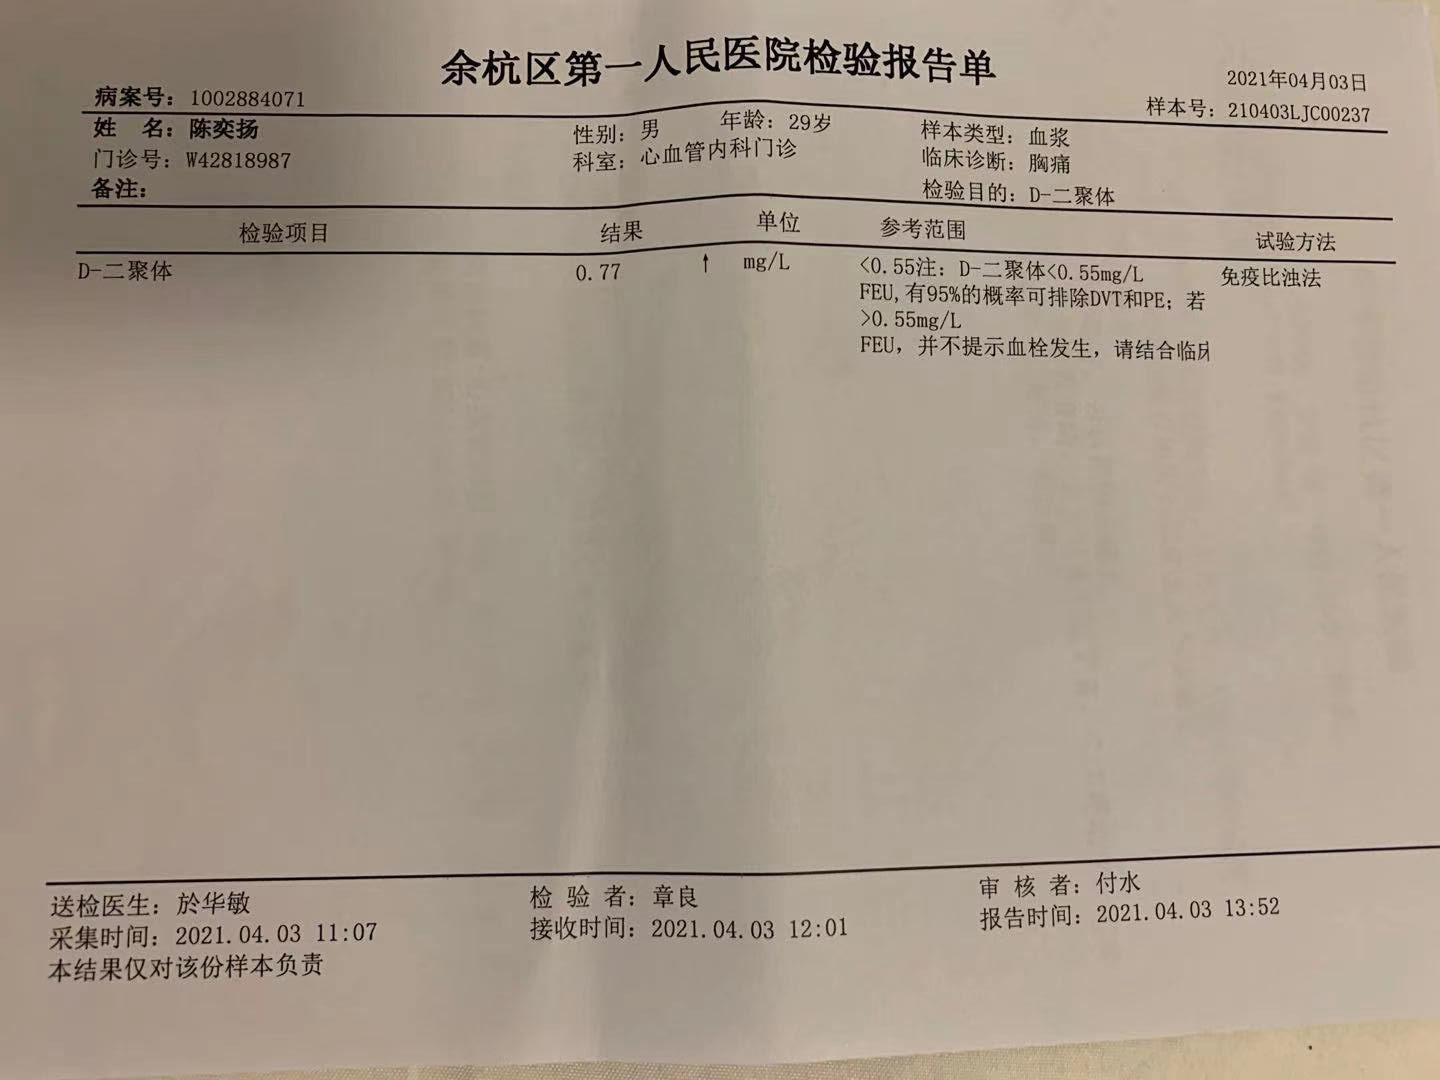 余杭区第一人民医院检验报告单
2021年04月03日
病案号：1002884071
样本号：210403LJC00237
姓 名：陈奕扬 性别：男 年龄：29岁 样本类型：血浆
门诊号：W42818987 科室：心血管内科门诊 临床诊断：胸痛
备注： 检验目的：D-二聚体
检验项目 结果 单位 参考范围 试验方法
D-二聚体 0.77 ↑ mg/L <0.55注：D-二聚体<0.55mg/L 免疫比浊法
FEU,有95%的概率可排除DVT和PE；若
>0.55mg/L
FEU，并不提示血栓发生，请结合临
送检医生：於华敏 检 验 者：章良 审 核 者：付水
采集时间：2021.04.03 11:07 接收时间：2021.04.03 12:01 报告时间：2021.04.03 13:52
本结果仅对该份样本负责